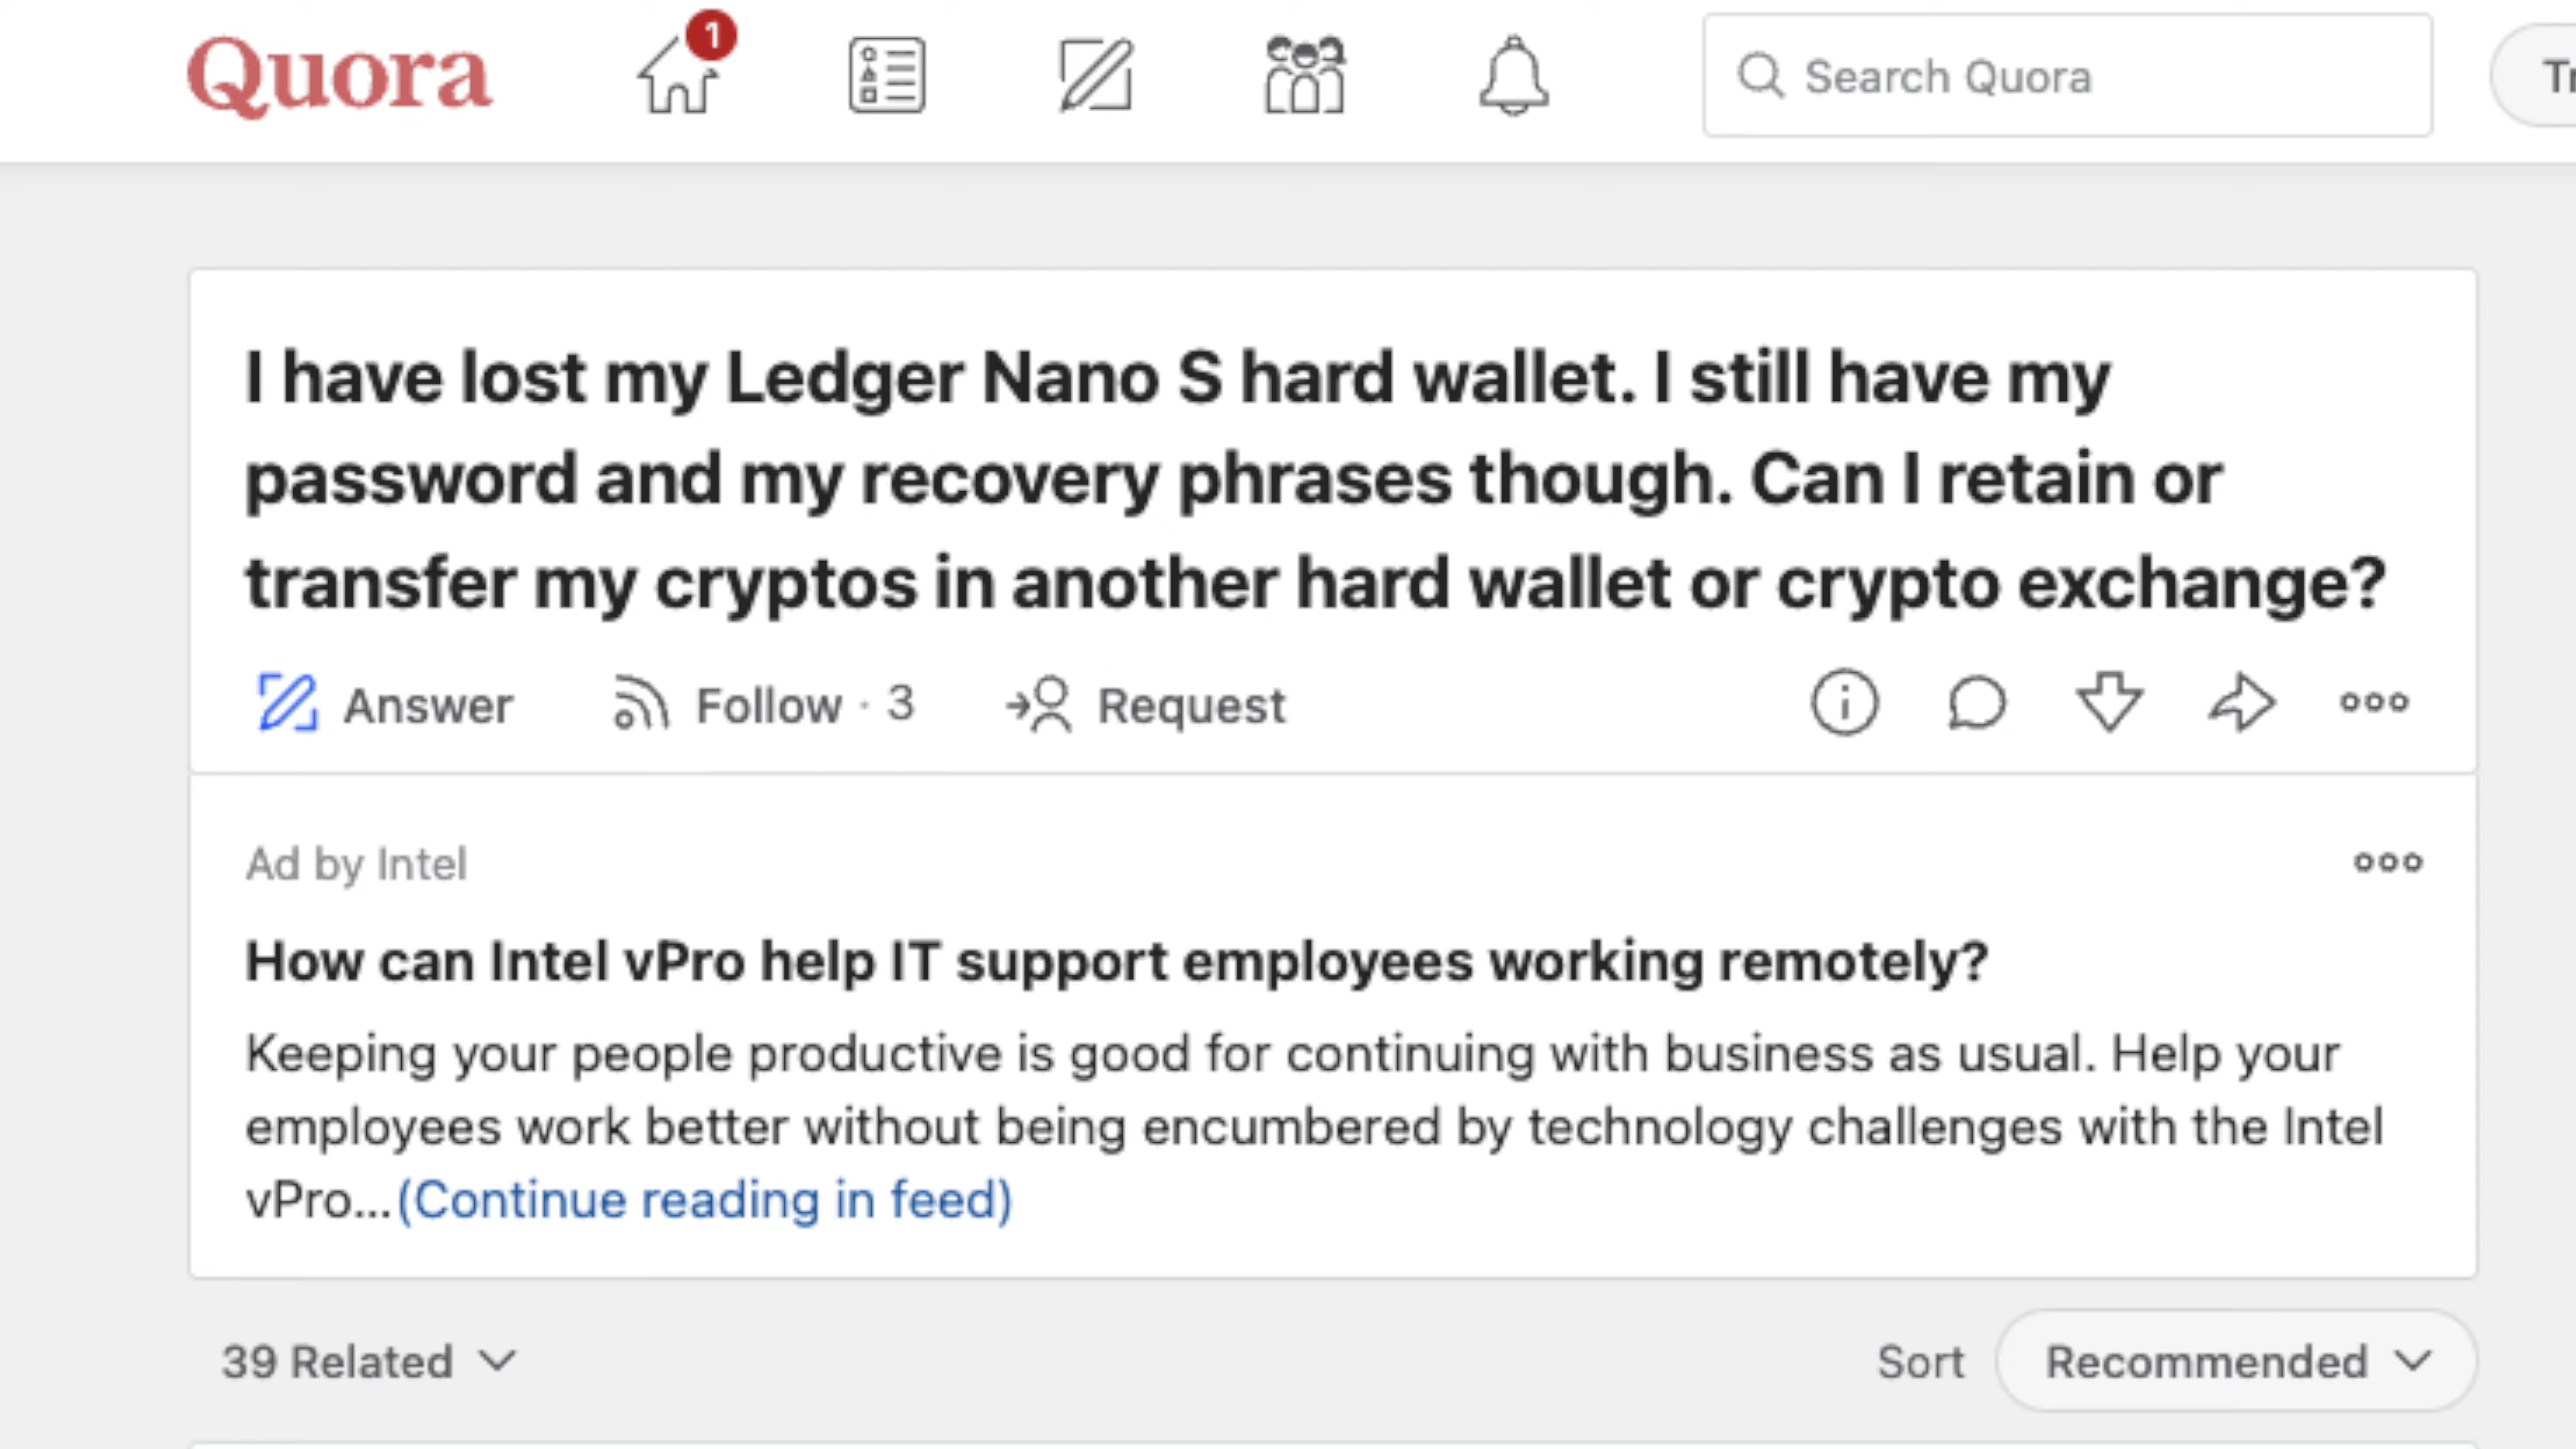 Quora
1
Search Quora
I have lost my Ledger Nano S hard wallet. I still have my
password and my recovery phrases though. Can I retain or
transfer my cryptos in another hard wallet or crypto exchange?
Answer
Follow · 3
Request
Ad by Intel
How can Intel vPro help IT support employees working remotely?
Keeping your people productive is good for continuing with business as usual. Help your
employees work better without being encumbered by technology challenges with the Intel
vPro...(Continue reading in feed)
39 Related
Sort
Recommended